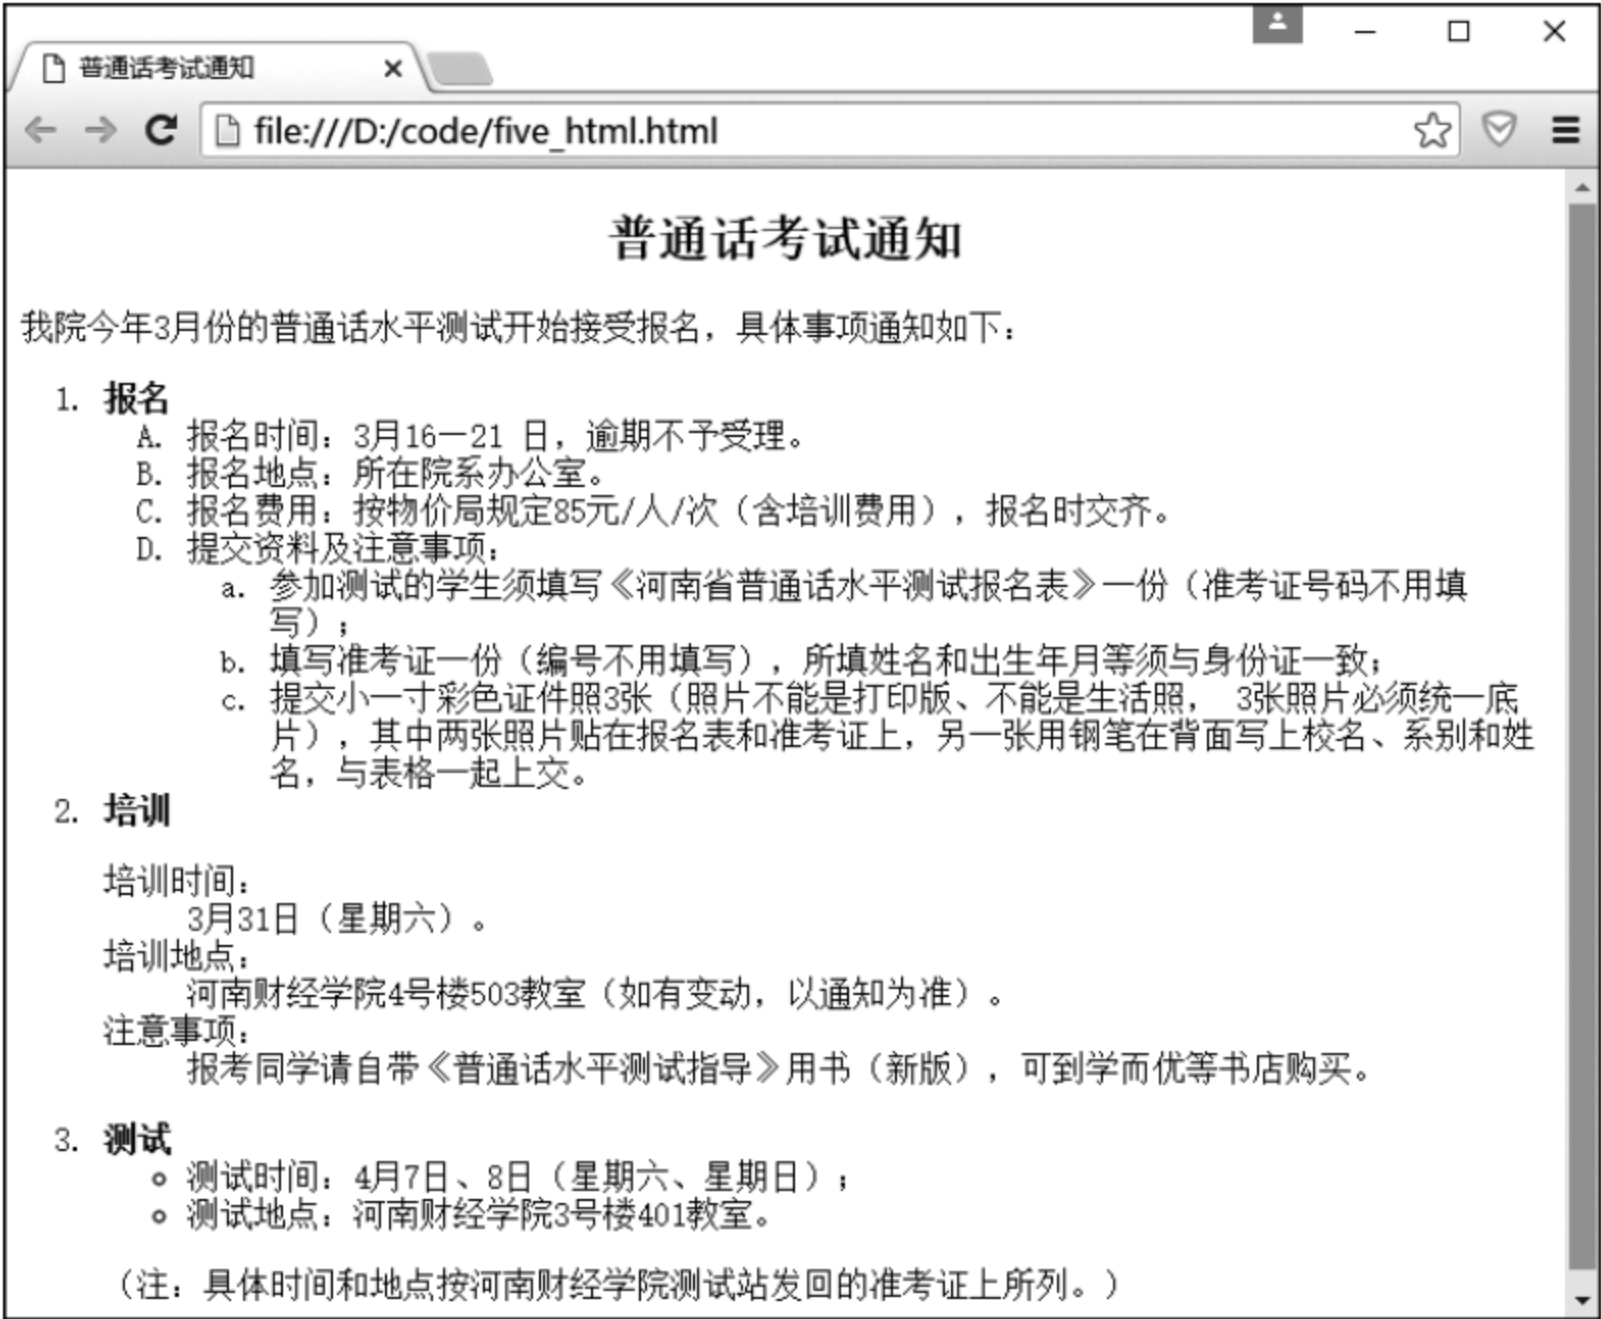 普通话考试通知
file:///D:/code/five_html.html
普通话考试通知
我院今年3月份的普通话水平测试开始接受报名，具体事项通知如下：
1. 报名
A. 报名时间：3月16—21 日，逾期不予受理。
B. 报名地点：所在院系办公室。
C. 报名费用：按物价局规定85元/人/次（含培训费用），报名时交齐。
D. 提交资料及注意事项：
a. 参加测试的学生须填写《河南省普通话水平测试报名表》一份（准考证号码不用填
写）；
b. 填写准考证一份（编号不用填写），所填姓名和出生年月等须与身份证一致；
c. 提交小一寸彩色证件照3张（照片不能是打印版、不能是生活照， 3张照片必须统一底
片），其中两张照片贴在报名表和准考证上，另一张用钢笔在背面写上校名、系别和姓
名，与表格一起上交。
2. 培训
培训时间：
3月31日（星期六）。
培训地点：
河南财经学院4号楼503教室（如有变动，以通知为准）。
注意事项：
报考同学请自带《普通话水平测试指导》用书（新版），可到学而优等书店购买。
3. 测试
测试时间：4月7日、8日（星期六、星期日）；
测试地点：河南财经学院3号楼401教室。
（注：具体时间和地点按河南财经学院测试站发回的准考证上所列。）